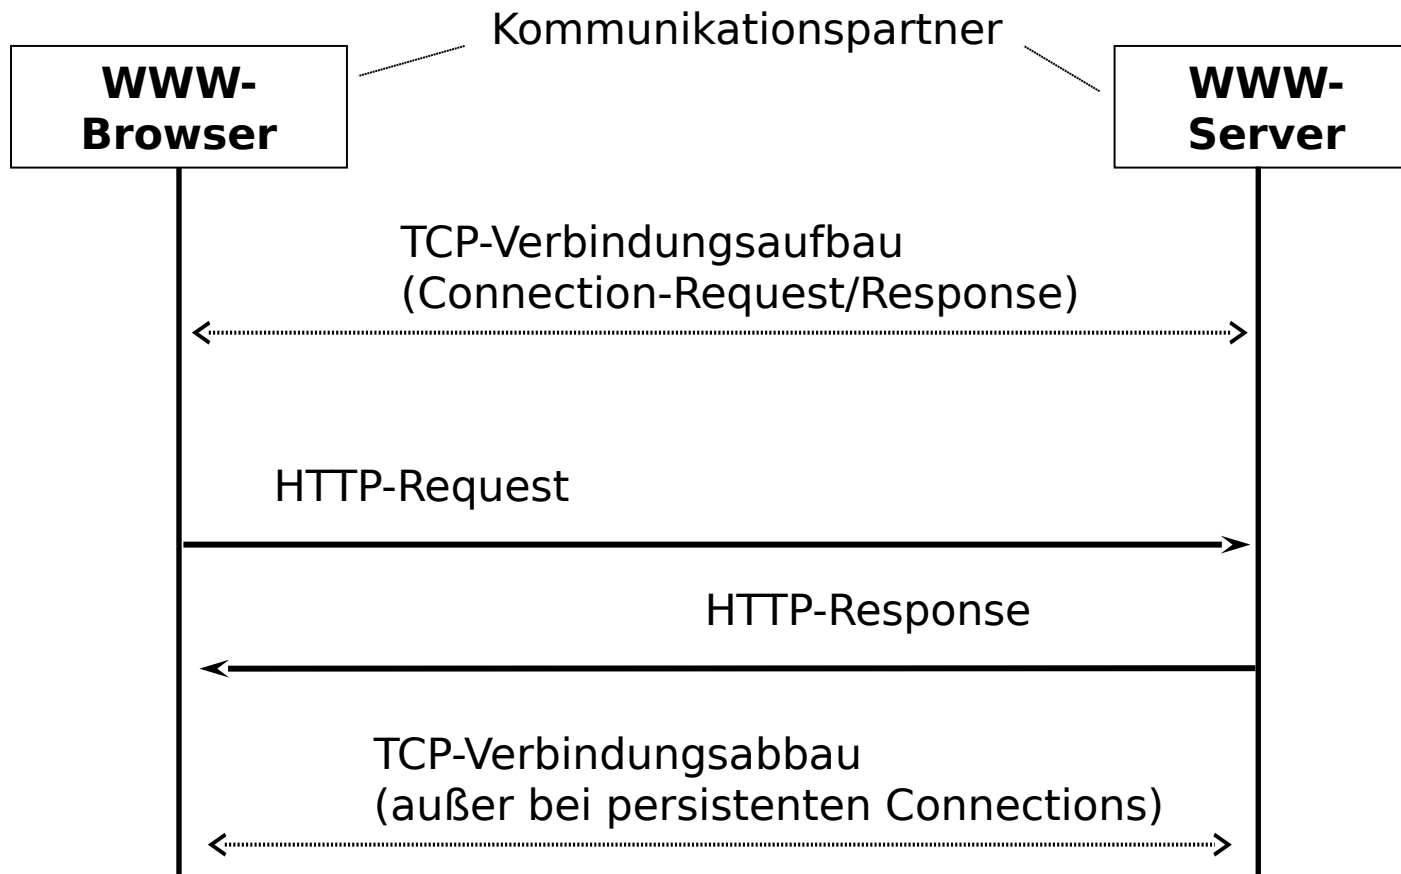 Kommunikationspartner
WWW-
Browser
WWW-
Server
TCP-Verbindungsaufbau
(Connection-Request/Response)
HTTP-Request
HTTP-Response
TCP-Verbindungsabbau
(außer bei persistenten Connections)